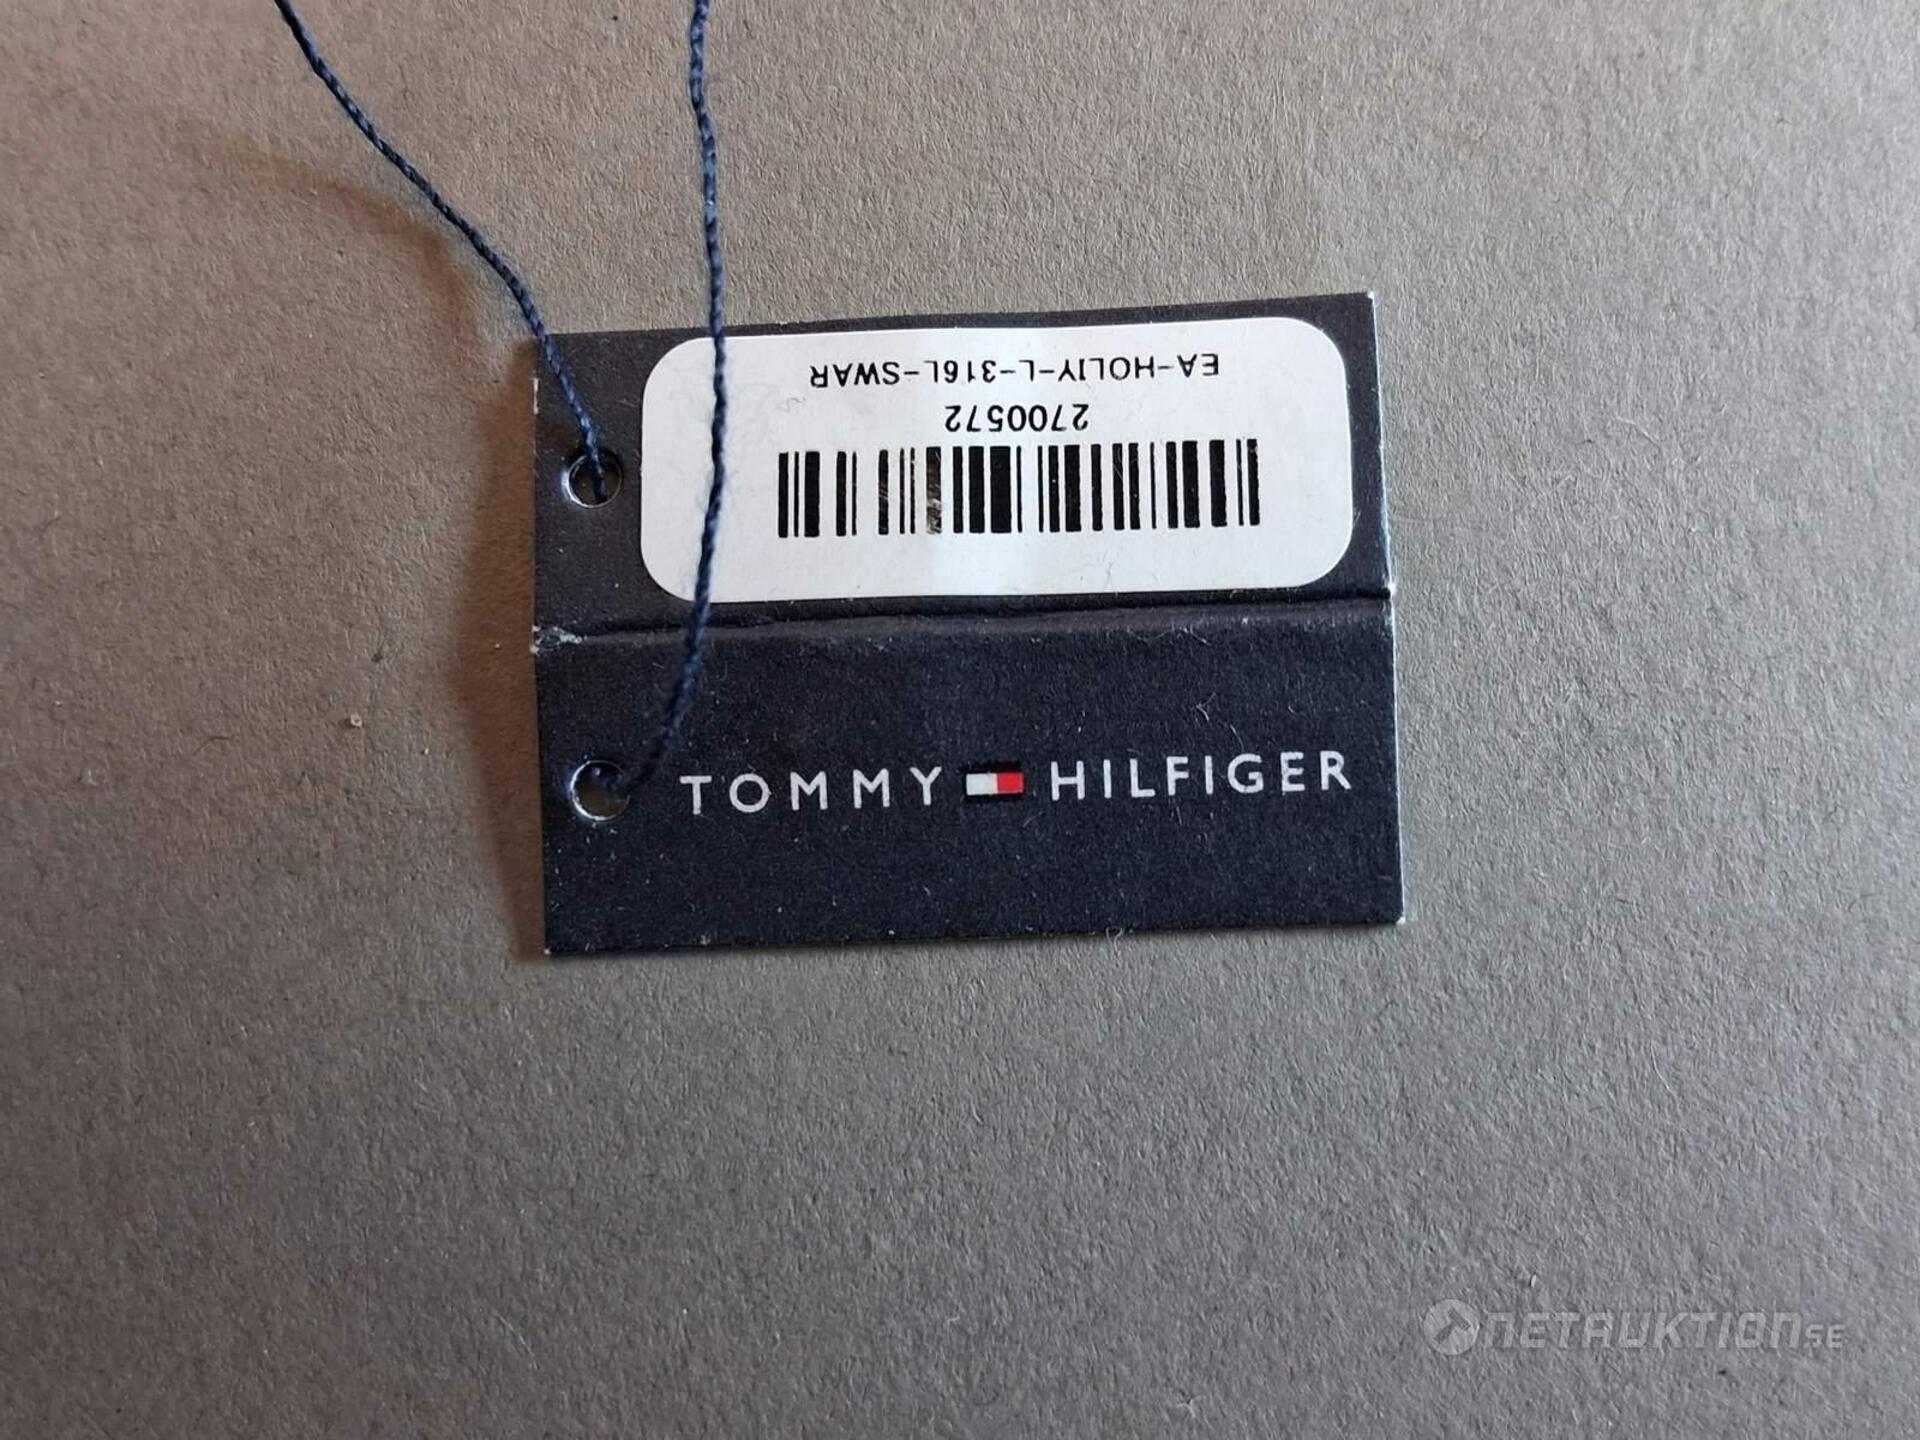 EA-HOLIY-L-316L-SWAR
2700572
TOMMY HILFIGER
NETAUKTION.SE